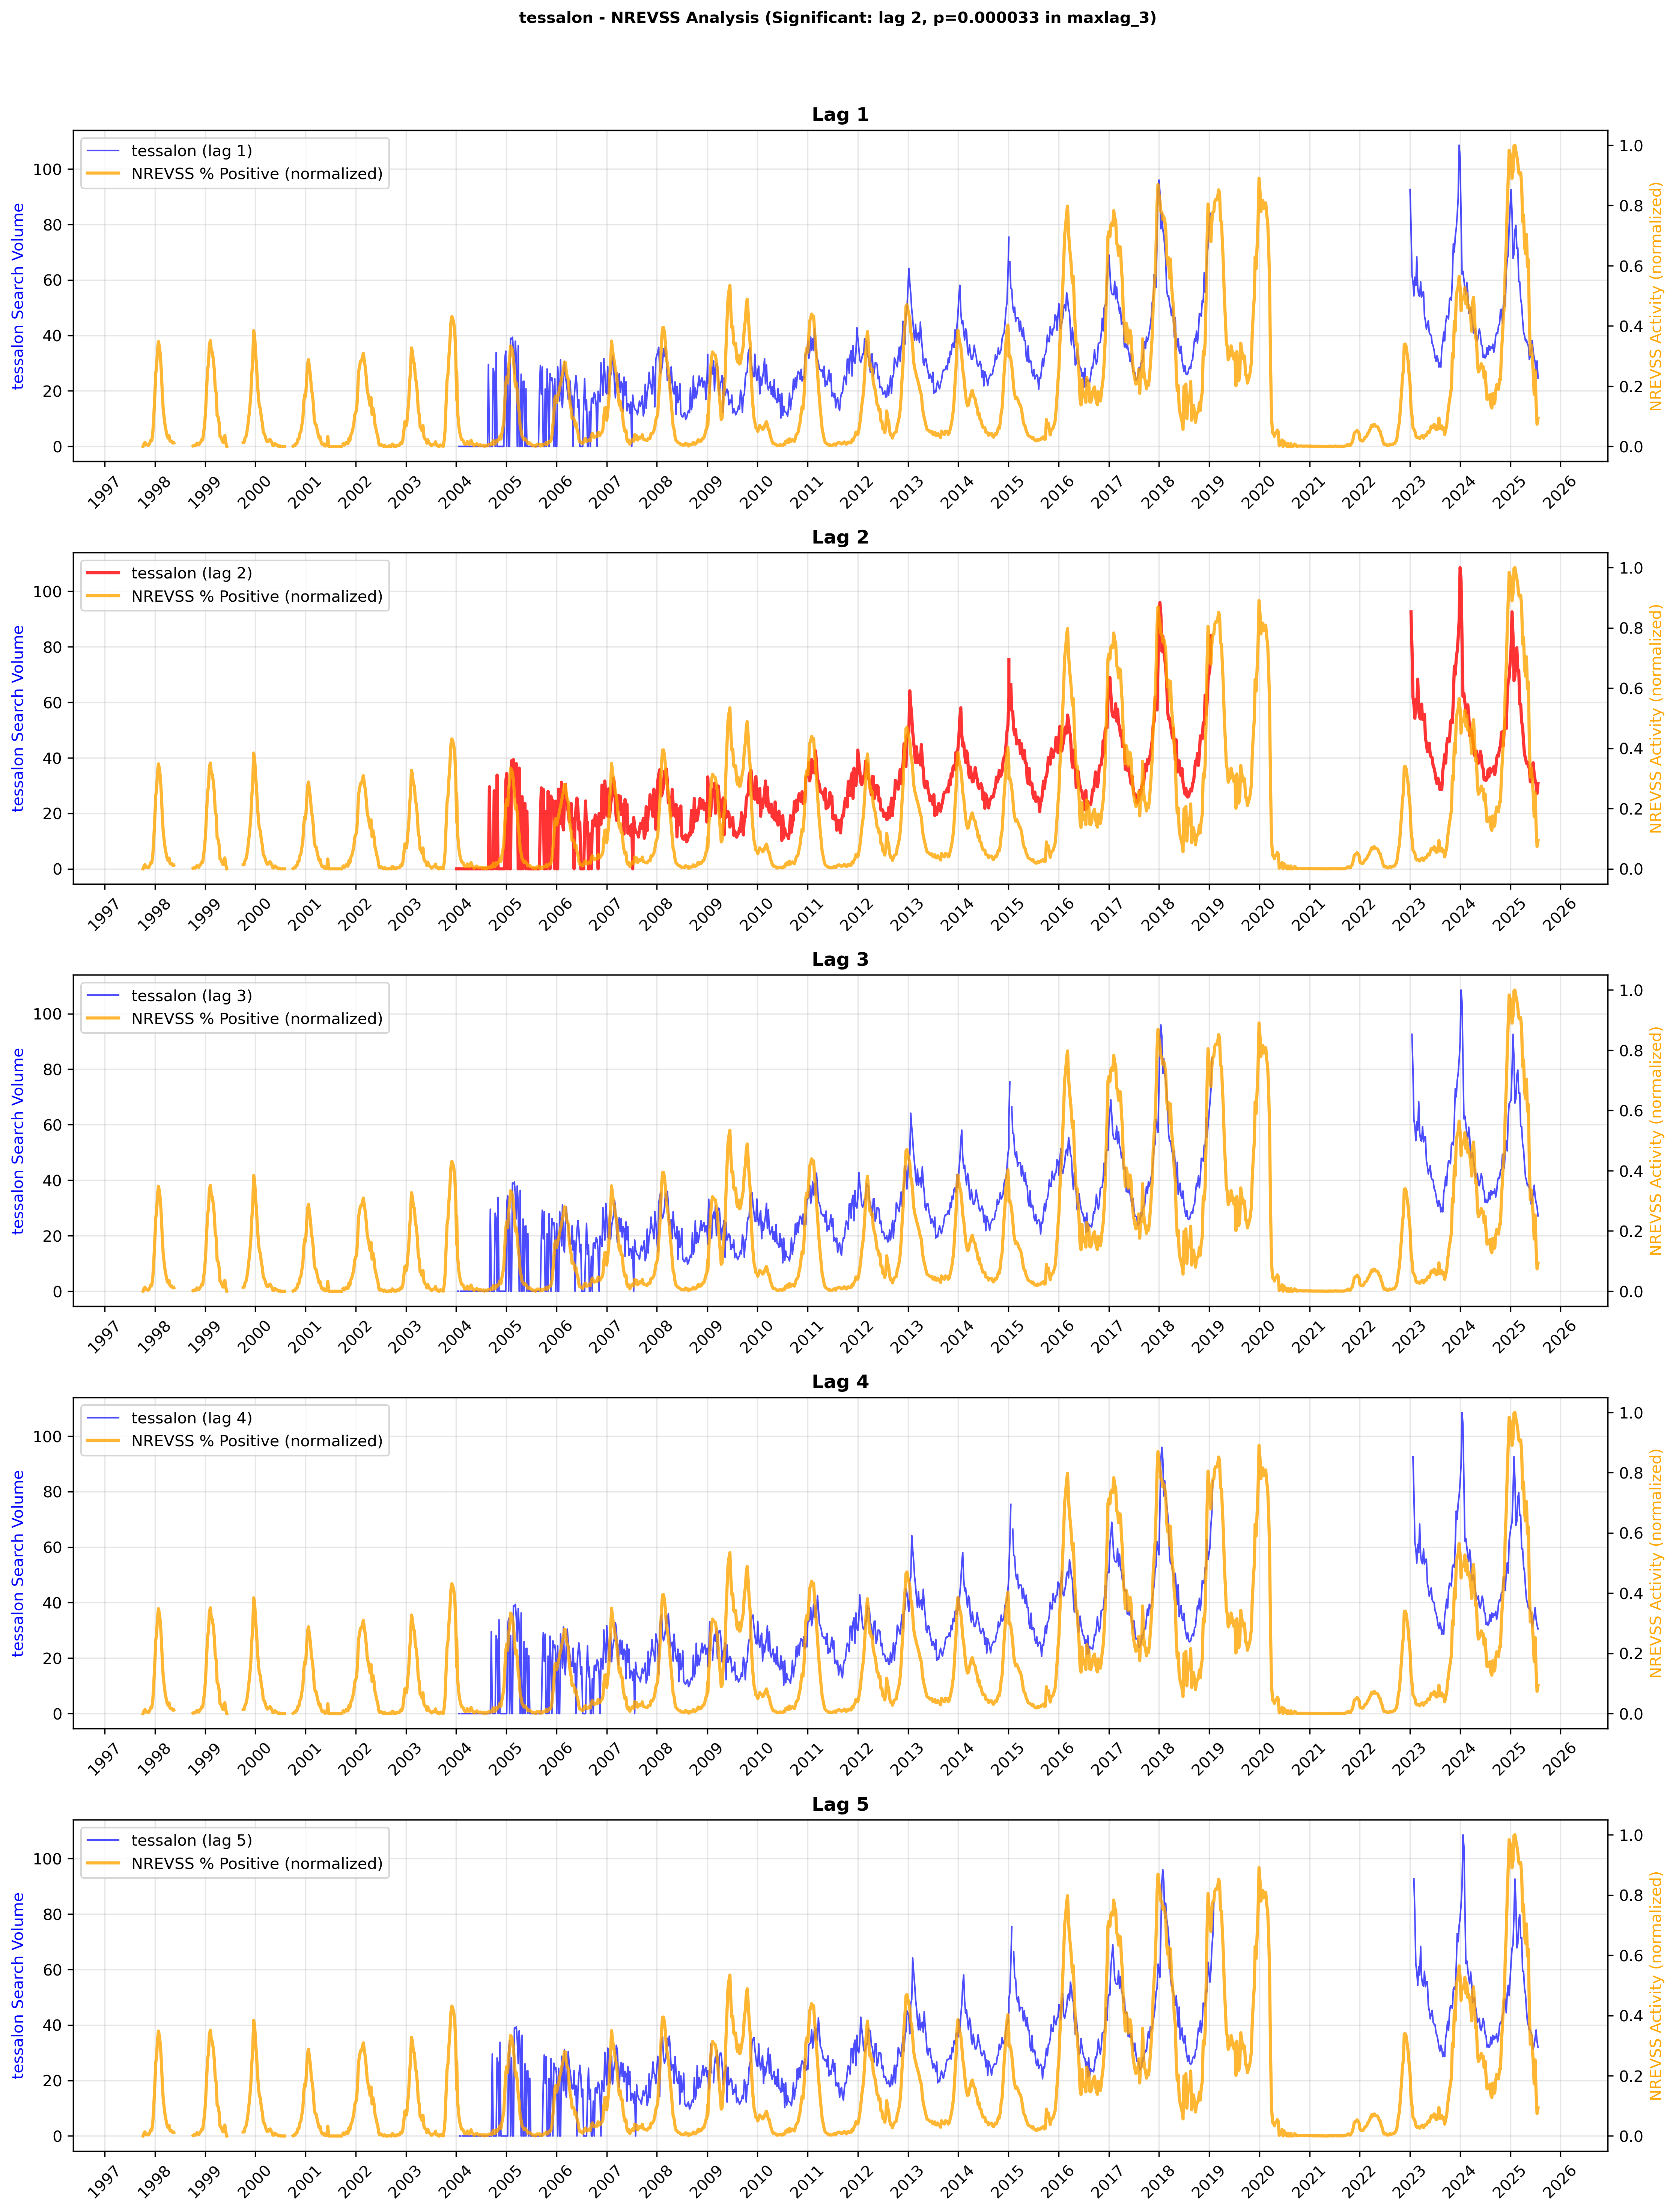 tessalon - NREVSS Analysis (Significant: lag 2, p=0.000033 in maxlag_3)
Lag 1
tessalon (lag 1)
NREVSS % Positive (normalized)
tessalon Search Volume
100
80
60
40
20
0
1.0
0.8
0.6
0.4
0.2
0.0
NREVSS Activity (normalized)
1997 1998 1999 2000 2001 2002 2003 2004 2005 2006 2007 2008 2009 2010 2011 2012 2013 2014 2015 2016 2017 2018 2019 2020 2021 2022 2023 2024 2025 2026
Lag 2
tessalon (lag 2)
NREVSS % Positive (normalized)
tessalon Search Volume
100
80
60
40
20
0
1.0
0.8
0.6
0.4
0.2
0.0
NREVSS Activity (normalized)
1997 1998 1999 2000 2001 2002 2003 2004 2005 2006 2007 2008 2009 2010 2011 2012 2013 2014 2015 2016 2017 2018 2019 2020 2021 2022 2023 2024 2025 2026
Lag 3
tessalon (lag 3)
NREVSS % Positive (normalized)
tessalon Search Volume
100
80
60
40
20
0
1.0
0.8
0.6
0.4
0.2
0.0
NREVSS Activity (normalized)
1997 1998 1999 2000 2001 2002 2003 2004 2005 2006 2007 2008 2009 2010 2011 2012 2013 2014 2015 2016 2017 2018 2019 2020 2021 2022 2023 2024 2025 2026
Lag 4
tessalon (lag 4)
NREVSS % Positive (normalized)
tessalon Search Volume
100
80
60
40
20
0
1.0
0.8
0.6
0.4
0.2
0.0
NREVSS Activity (normalized)
1997 1998 1999 2000 2001 2002 2003 2004 2005 2006 2007 2008 2009 2010 2011 2012 2013 2014 2015 2016 2017 2018 2019 2020 2021 2022 2023 2024 2025 2026
Lag 5
tessalon (lag 5)
NREVSS % Positive (normalized)
tessalon Search Volume
100
80
60
40
20
0
1.0
0.8
0.6
0.4
0.2
0.0
NREVSS Activity (normalized)
1997 1998 1999 2000 2001 2002 2003 2004 2005 2006 2007 2008 2009 2010 2011 2012 2013 2014 2015 2016 2017 2018 2019 2020 2021 2022 2023 2024 2025 2026